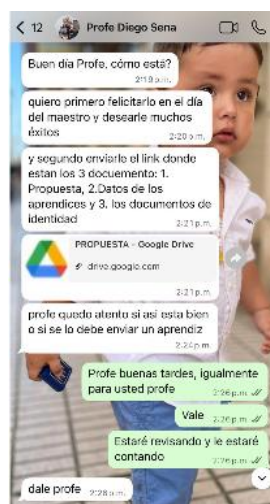 12
Profe Diego Sena
Buen día Profe, cómo está?
2:19 p.m.
quiero primero felicitarlo en el día
del maestro y desearle muchos
éxitos
2:20 p.m.
y segundo enviarle el link donde
estan los 3 docuemento: 1.
Propuesta, 2.Datos de los
aprendices y 3. los documentos de
identidad
2:21 p.m.
PROPUESTA - Google Drive
drive.google.com
2:21 p.m.
profe quedo atento si asi esta bien
o si se lo debe enviar un aprendiz
2:24 p.m.
Profe buenas tardes, igualmente
para usted profe
2:26 p.m.
Vale
2:26 p.m.
Estaré revisando y le estaré
contando
2:26 p.m.
dale profe
2:28 p.m.